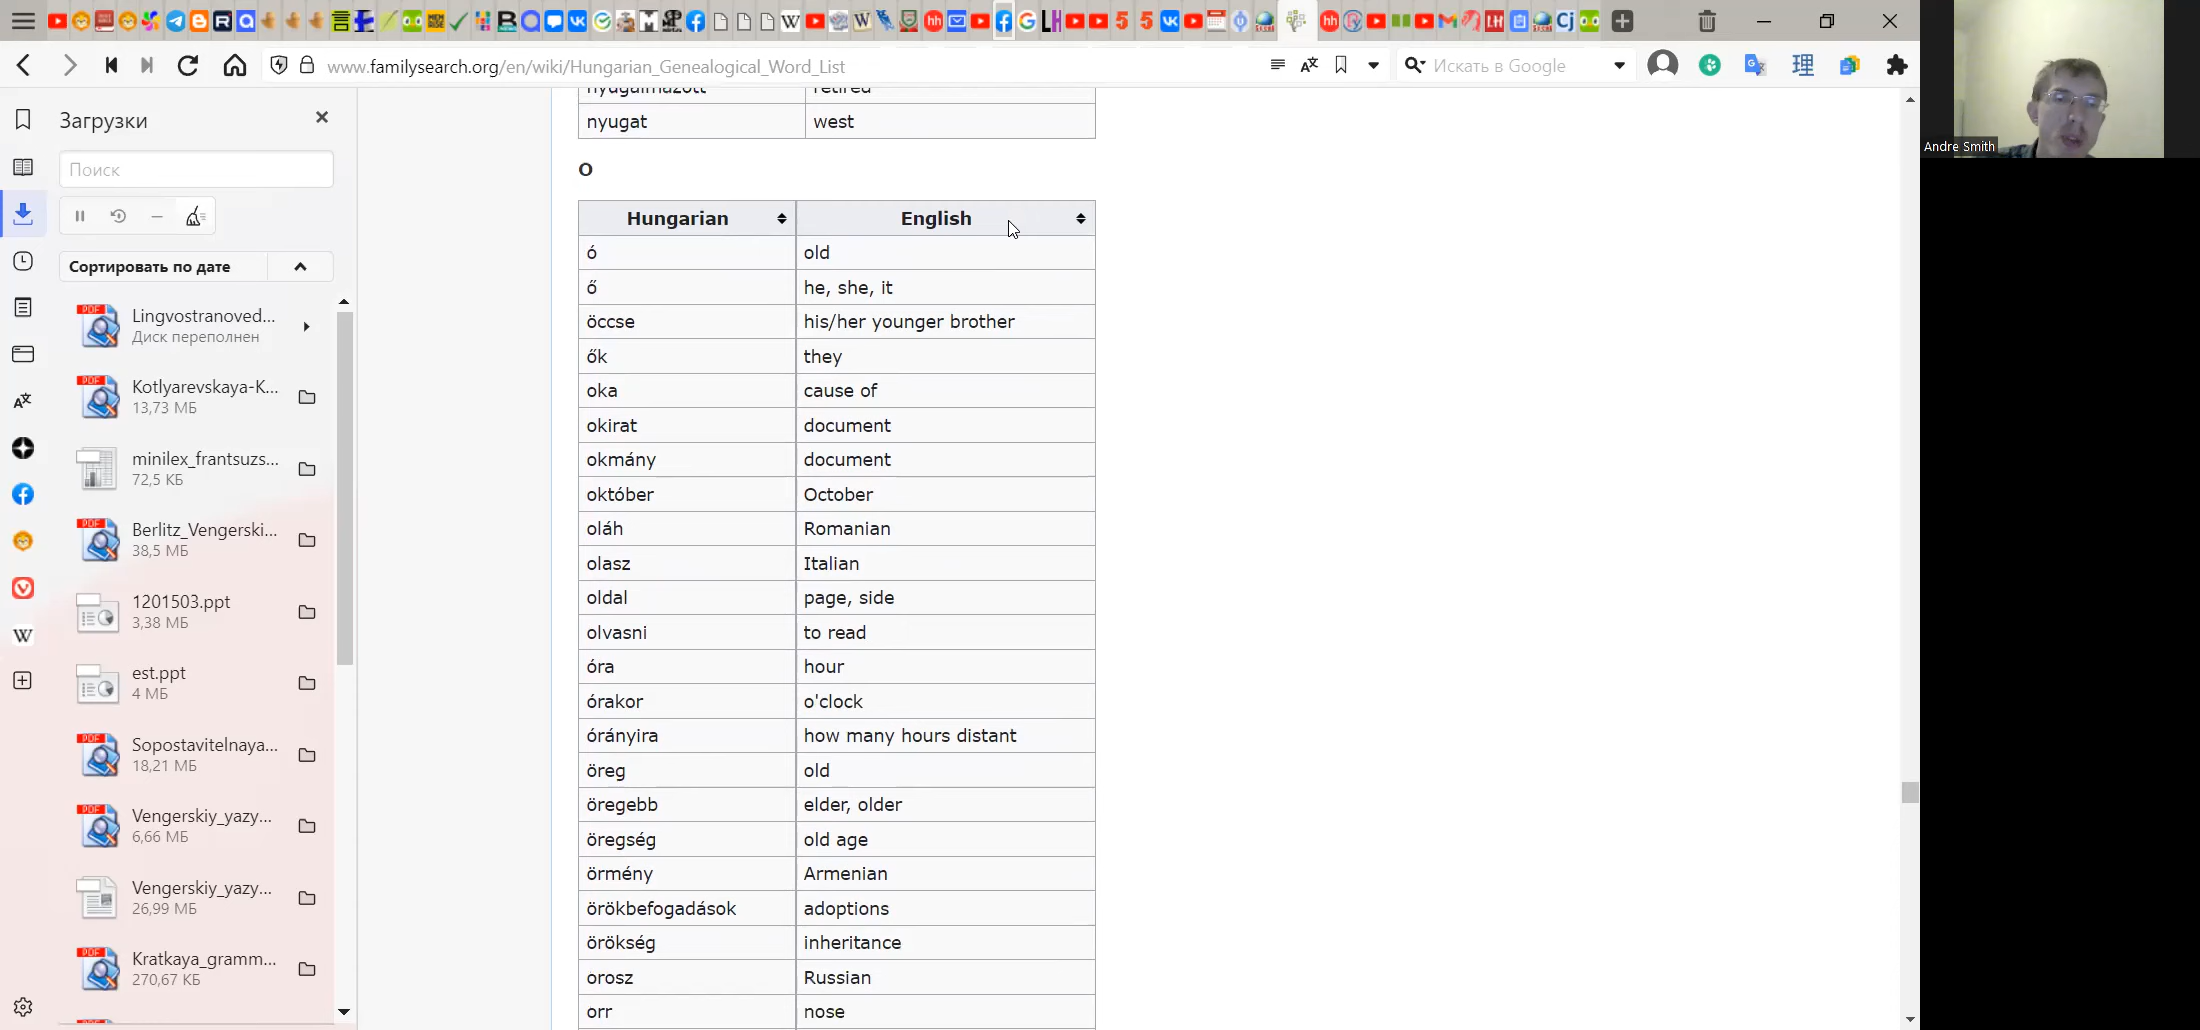 www.familysearch.org/en/wiki/Hungarian_Genealogical_Word_List
Искать в Google
Загрузки
Поиск
Сортировать по дате
Lingvostranoved...
Диск переполнен
Kotlyarevskaya-K...
13,73 МБ
minilex_frantsuzs...
72,5 КБ
Berlitz_Vengerski...
38,5 МБ
1201503.ppt
3,38 МБ
est.ppt
4 МБ
Sopostavitelnaya...
18,21 МБ
Vengerskiy_yazy...
6,66 МБ
Vengerskiy_yazy...
26,99 МБ
Kratkaya_gramm...
270,67 КБ
nyugalmazott retired
nyugat west
O
Hungarian English
ó old
ő he, she, it
öccse his/her younger brother
ők they
oka cause of
okirat document
okmány document
október October
oláh Romanian
olasz Italian
oldal page, side
olvasni to read
óra hour
órakor o'clock
órányira how many hours distant
öreg old
öregebb elder, older
öregség old age
örmény Armenian
örökbefogadások adoptions
örökség inheritance
orosz Russian
orr nose
Andre Smith